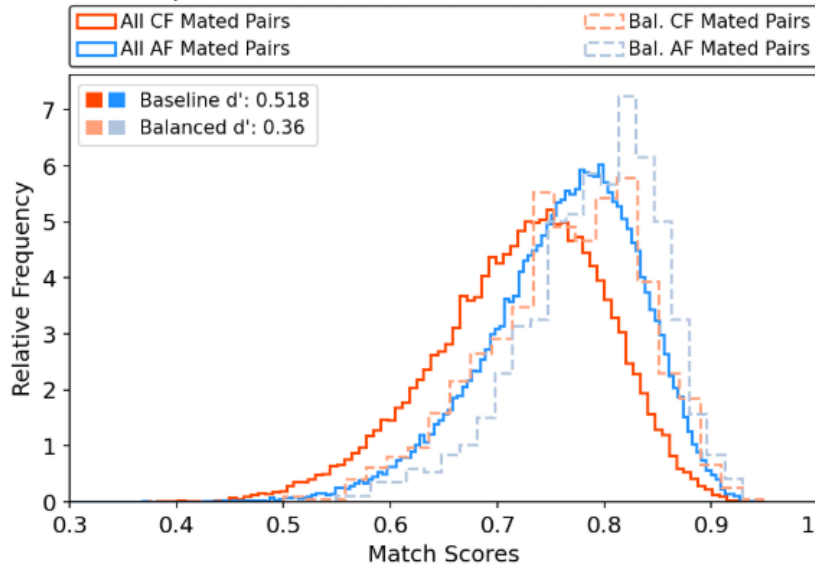 All CF Mated Pairs
Bal. CF Mated Pairs
All AF Mated Pairs
Bal. AF Mated Pairs
Baseline d': 0.518
Balanced d': 0.36
Relative Frequency
7
6
5
4
3
2
1
0
0.3 0.4 0.5 0.6 0.7 0.8 0.9 1
Match Scores